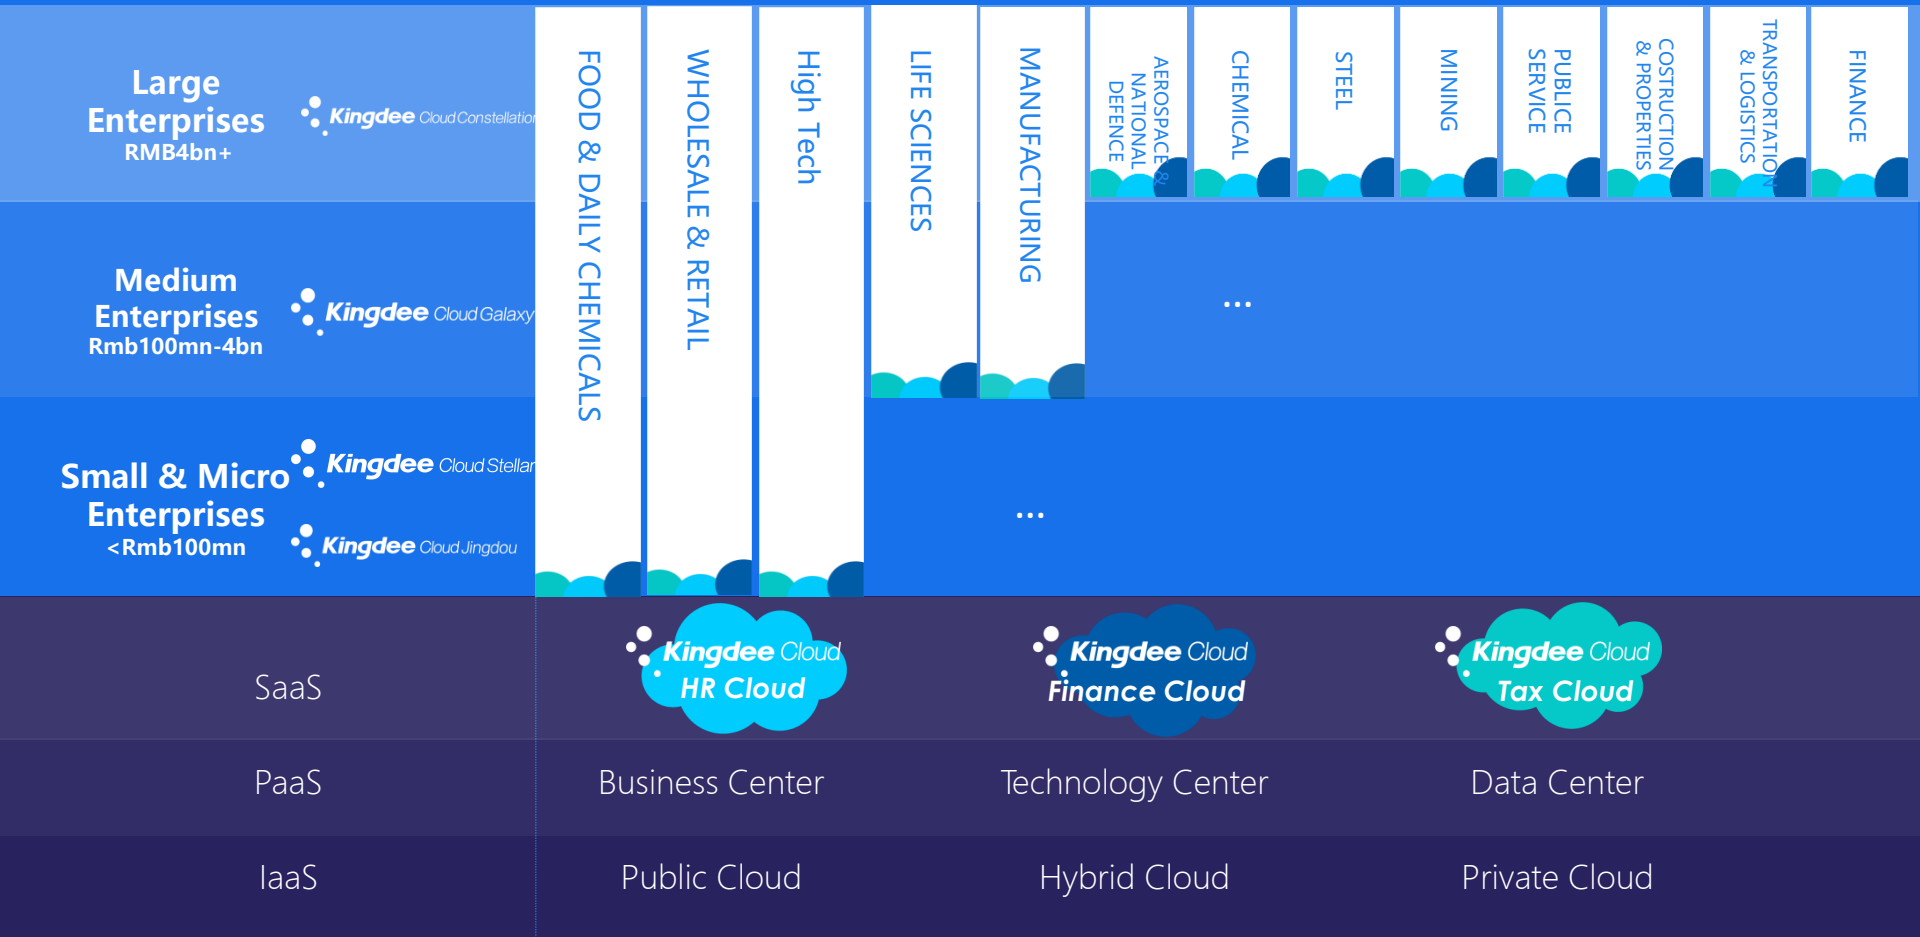 Large
Enterprises
RMB4bn+
Kingdee Cloud Constellation
FOOD & DAILY CHEMICALS
WHOLESALE & RETAIL
High Tech
LIFE SCIENCES
MANUFACTURING
AEROSPACE &
NATIONAL
DEFENCE
CHEMICAL
STEEL
MINING
PUBLICE
SERVICE
COSTRUCTION
& PROPERTIES
TRANSPORTATION
& LOGISTICS
FINANCE
Medium
Enterprises
Rmb100mn-4bn
Kingdee Cloud Galaxy
...
Small & Micro
Enterprises
<Rmb100mn
Kingdee Cloud Stellar
Kingdee Cloud Jingdou
...
SaaS
Kingdee Cloud
HR Cloud
Kingdee Cloud
Finance Cloud
Kingdee Cloud
Tax Cloud
PaaS
Business Center
Technology Center
Data Center
IaaS
Public Cloud
Hybrid Cloud
Private Cloud